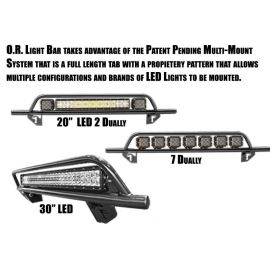 O.R. Light Bar takes advantage of the Patent Pending Multi-Mount
System that is a full length tab with a propietery pattern that allows
multiple configurations and brands of LED Lights to be mounted.
20" LED 2 Dually
7 Dually
30" LED